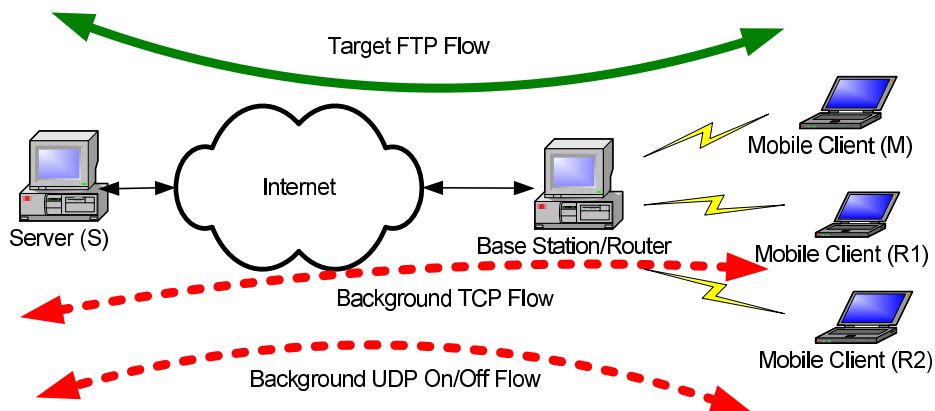 Target FTP Flow
Mobile Client (M)
Internet
Server (S)
Base Station/Router
Mobile Client (R1)
Background TCP Flow
Mobile Client (R2)
Background UDP On/Off Flow